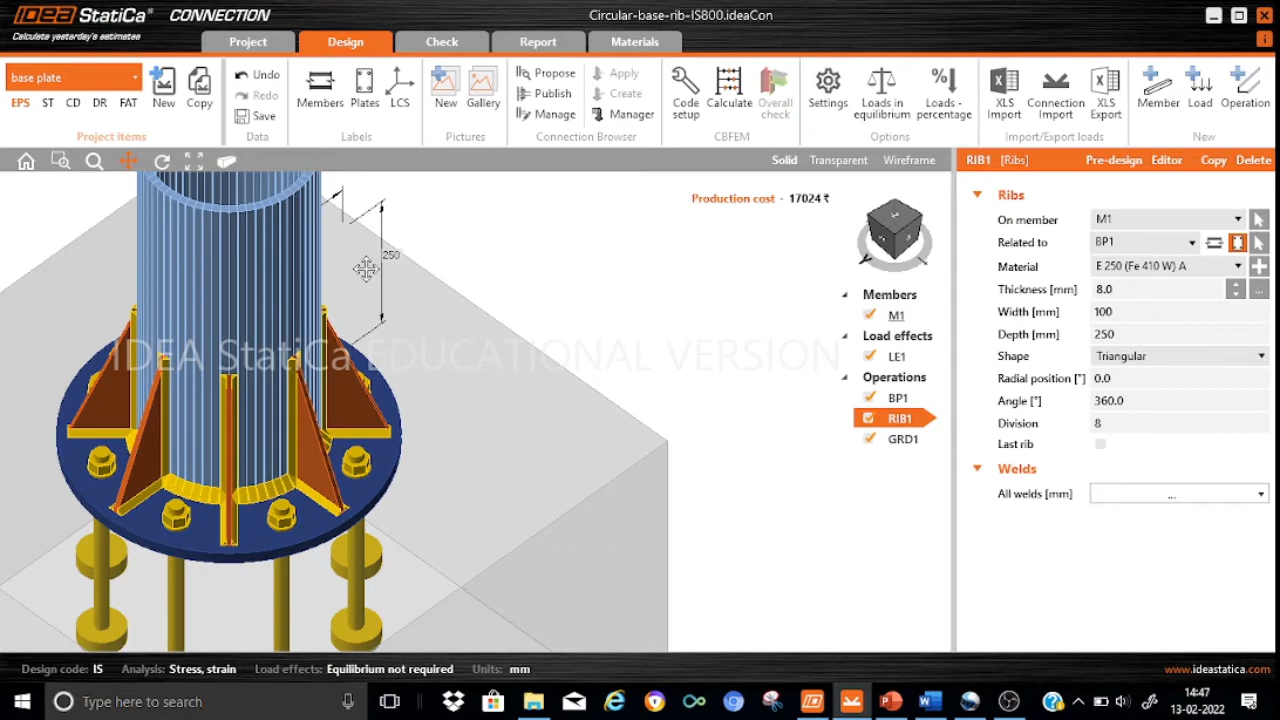 IDEA StatiCa® CONNECTION
Calculate yesterday's estimates
Circular-base-rib-IS800.ideaCon
Project Design Check Report Materials
base plate
EPS ST CD DR FAT
New Copy
Project items
Undo
Redo
Save
Data
Members Plates LCS
Labels
New Gallery
Pictures
Propose Apply
Publish Create
Manage Manager
Connection Browser
Code setup Calculate Overall check
CBFEM
Settings Loads in equilibrium Loads - percentage
Options
XLS Import Connection Import XLS Export
Import/Export loads
Member Load Operation
New
Solid Transparent Wireframe
RIB1 [Ribs] Pre-design Editor Copy Delete
Production cost - 17024 ₹
250
IDEA StatiCa EDUCATIONAL VERSION
Members
M1
Load effects
LE1
Operations
BP1
RIB1
GRD1
Ribs
On member M1
Related to BP1
Material E 250 (Fe 410 W) A
Thickness [mm] 8.0
Width [mm] 100
Depth [mm] 250
Shape Triangular
Radial position [°] 0.0
Angle [°] 360.0
Division 8
Last rib
Welds
All welds [mm] ...
Design code: IS Analysis: Stress, strain Load effects: Equilibrium not required Units: mm
www.ideastatica.com
Type here to search
14:47
13-02-2022